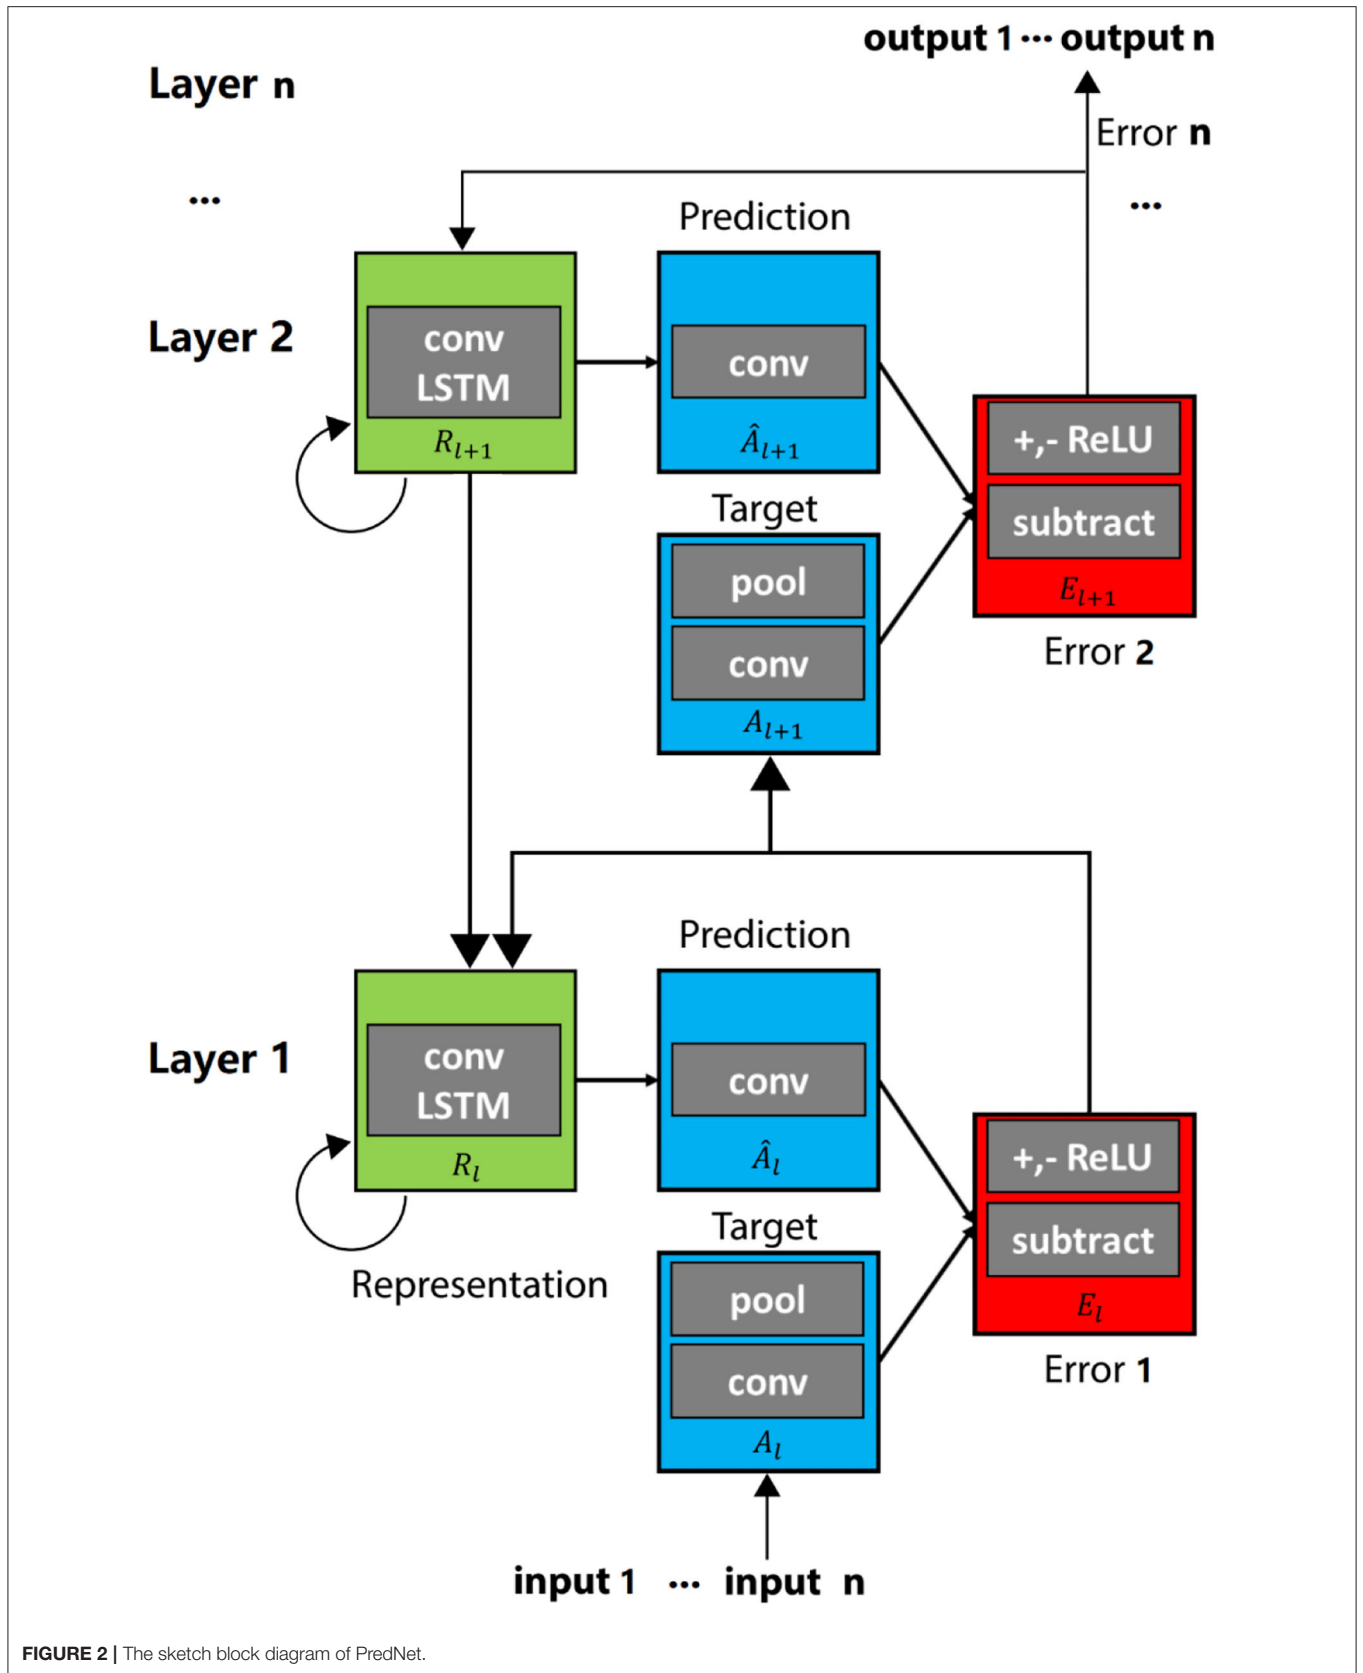 output 1 ··· output n
Layer n
Error n
...
...
Prediction
Layer 2
conv
LSTM
R_{l+1}
conv
Â_{l+1}
+,- ReLU
subtract
E_{l+1}
Error 2
Target
pool
conv
A_{l+1}
Prediction
Layer 1
conv
LSTM
R_l
conv
Â_l
+,- ReLU
subtract
E_l
Error 1
Target
Representation
pool
conv
A_l
input 1 ... input n
FIGURE 2 | The sketch block diagram of PredNet.